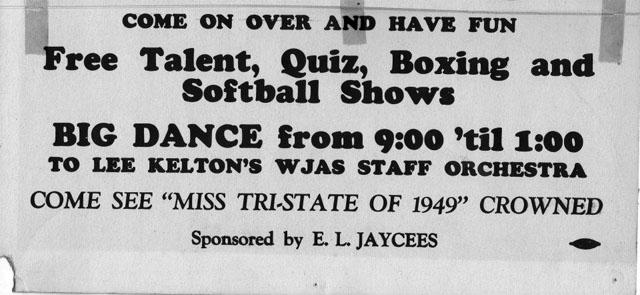 COME ON OVER AND HAVE FUN
Free Talent, Quiz, Boxing and
Softball Shows
BIG DANCE from 9:00 'til 1:00
TO LEE KELTON'S WJAS STAFF ORCHESTRA
COME SEE "MISS TRI-STATE OF 1949" CROWNED
Sponsored by E. L. JAYCEES